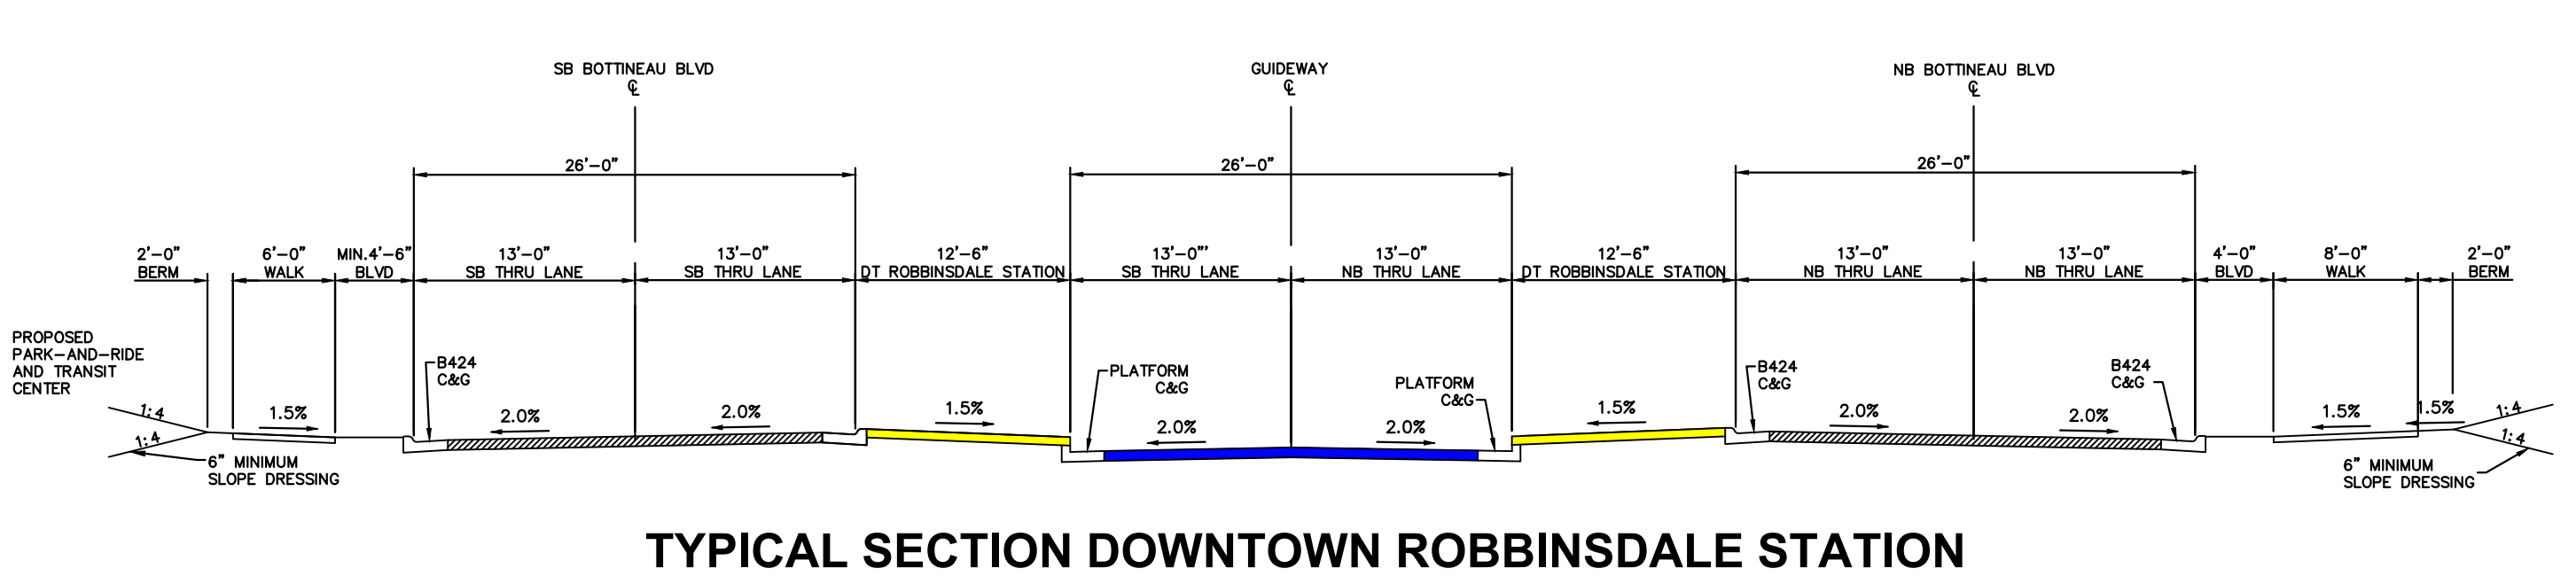 SB BOTTINEAU BLVD
℄
GUIDEWAY
℄
NB BOTTINEAU BLVD
℄
26'-0"
26'-0"
26'-0"
2'-0"
BERM
6'-0"
WALK
MIN.4'-6"
BLVD
13'-0"
SB THRU LANE
13'-0"
SB THRU LANE
12'-6"
DT ROBBINSDALE STATION
13'-0"'
SB THRU LANE
13'-0"
NB THRU LANE
12'-6"
DT ROBBINSDALE STATION
13'-0"
NB THRU LANE
13'-0"
NB THRU LANE
4'-0"
BLVD
8'-0"
WALK
2'-0"
BERM
PROPOSED
PARK-AND-RIDE
AND TRANSIT
CENTER
B424
C&G
PLATFORM
C&G
PLATFORM
C&G
B424
C&G
B424
C&G
1:4
1:4
1.5%
2.0%
2.0%
1.5%
2.0%
2.0%
1.5%
2.0%
2.0%
1.5%
1.5%
1:4
1:4
6" MINIMUM
SLOPE DRESSING
6" MINIMUM
SLOPE DRESSING
TYPICAL SECTION DOWNTOWN ROBBINSDALE STATION